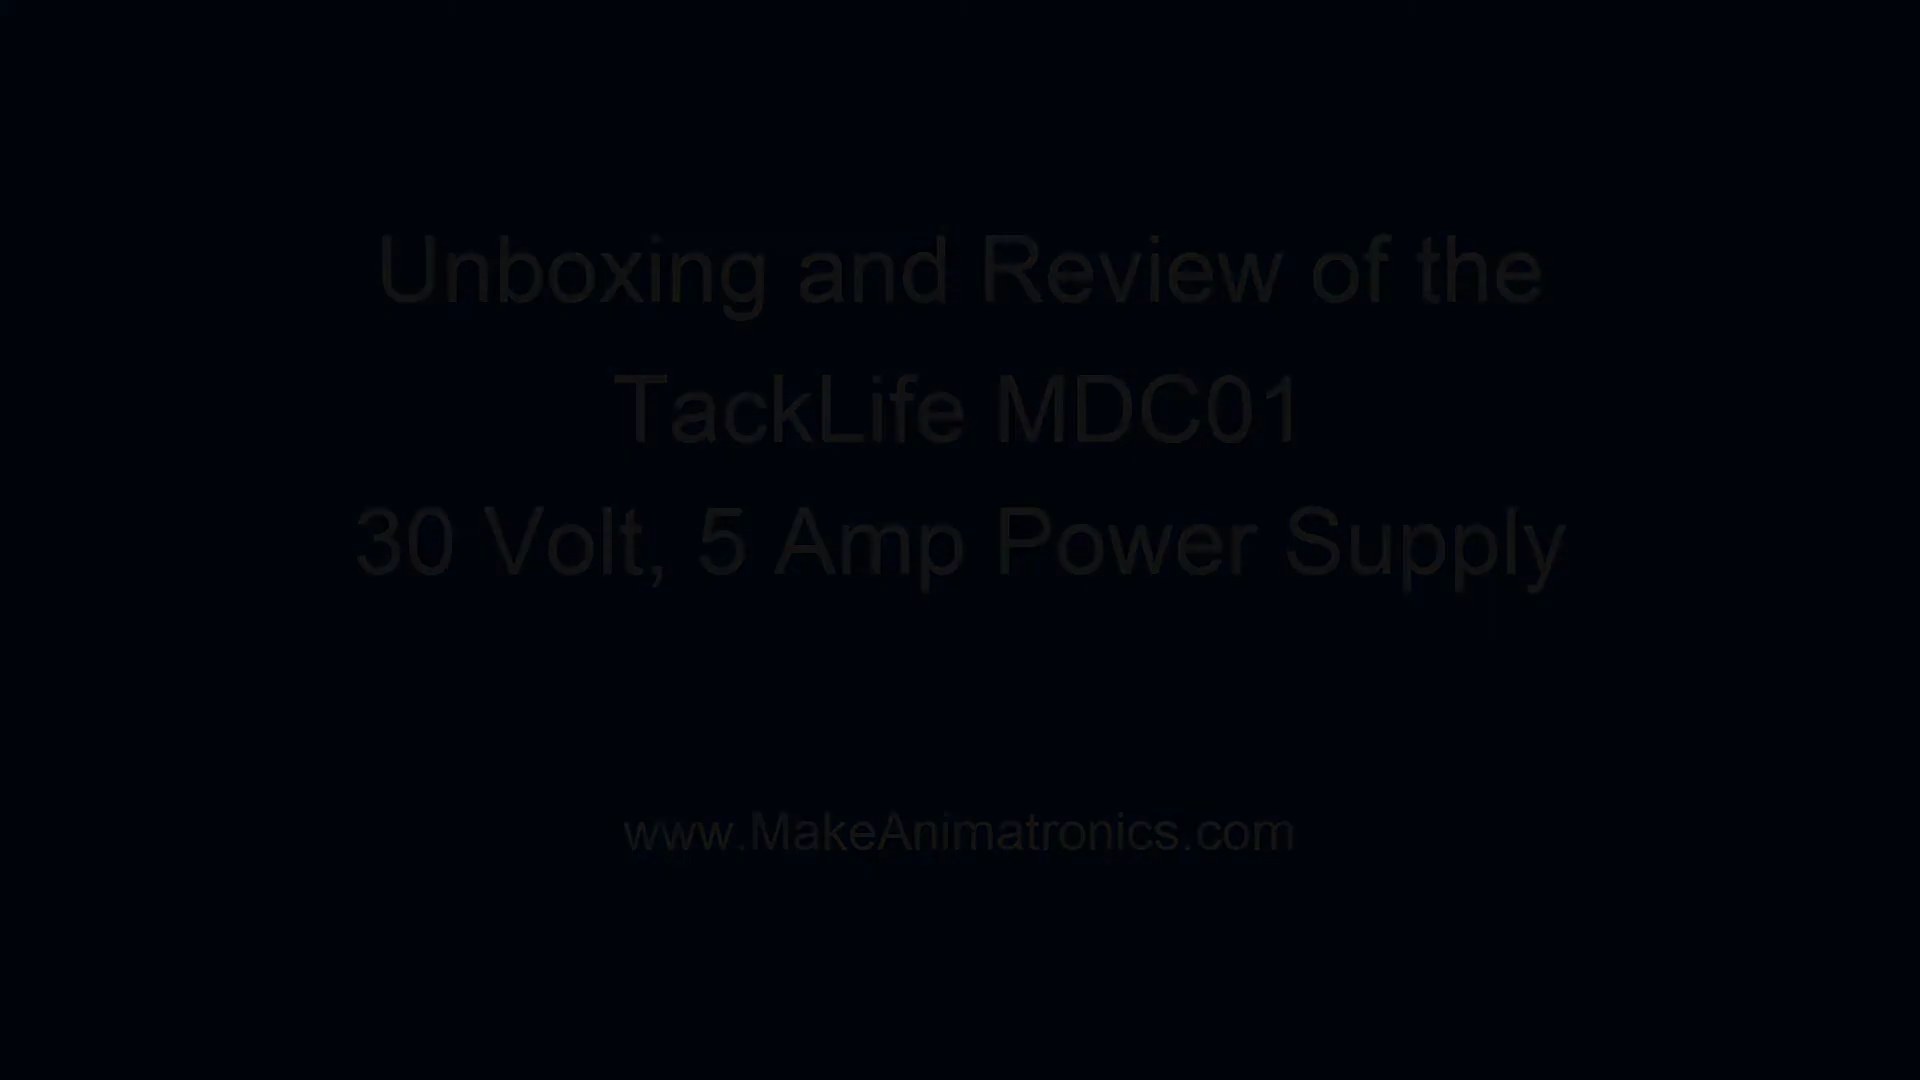 Unboxing and Review of the
TackLife MDC01
30 Volt, 5 Amp Power Supply
www.MakeAnimatronics.com